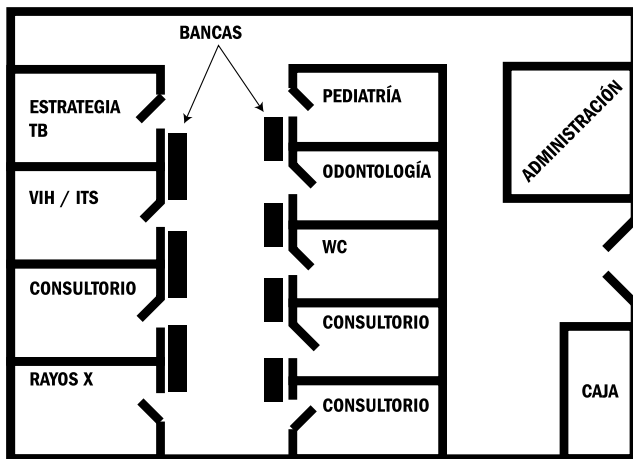 BANCAS
ESTRATEGIA
TB
VIH / ITS
CONSULTORIO
RAYOS X
PEDIATRÍA
ODONTOLOGÍA
WC
CONSULTORIO
CONSULTORIO
ADMINISTRACIÓN
CAJA